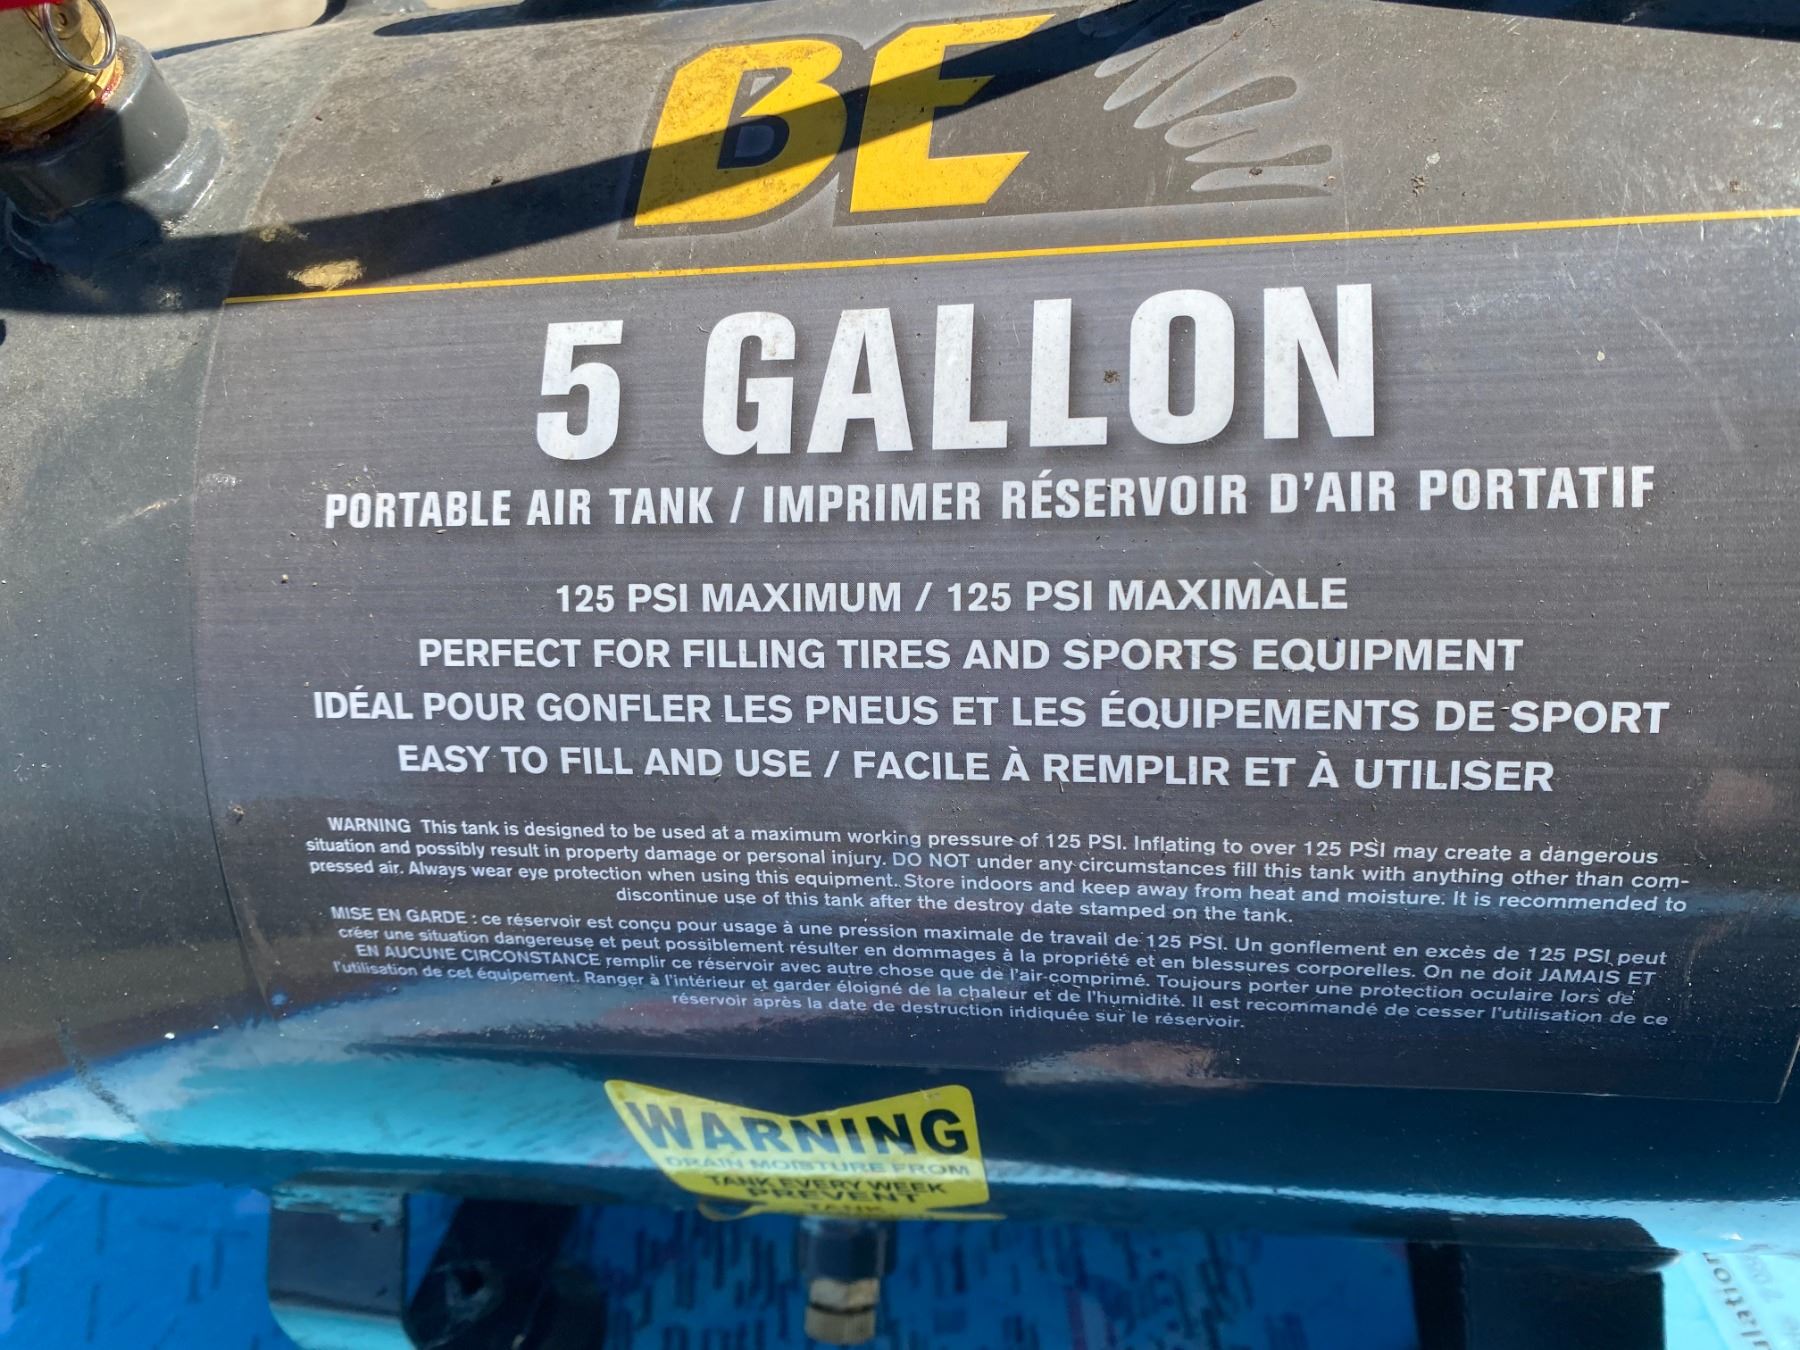 BE
5 GALLON
PORTABLE AIR TANK / IMPRIMER RÉSERVOIR D'AIR PORTATIF
125 PSI MAXIMUM / 125 PSI MAXIMALE
PERFECT FOR FILLING TIRES AND SPORTS EQUIPMENT
IDÉAL POUR GONFLER LES PNEUS ET LES ÉQUIPEMENTS DE SPORT
EASY TO FILL AND USE / FACILE À REMPLIR ET À UTILISER
WARNING This tank is designed to be used at a maximum working pressure of 125 PSI. Inflating to over 125 PSI may create a dangerous
situation and possibly result in property damage or personal injury. DO NOT under any circumstances fill this tank with anything other than com-
pressed air. Always wear eye protection when using this equipment. Store indoors and keep away from heat and moisture. It is recommended to
discontinue use of this tank after the destroy date stamped on the tank.
MISE EN GARDE : ce réservoir est conçu pour usage à une pression maximale de travail de 125 PSI. Un gonflement en excès de 125 PSI peut
créer une situation dangereuse et peut possiblement résulter en dommages à la propriété et en blessures corporelles. On ne doit JAMAIS ET
EN AUCUNE CIRCONSTANCE remplir ce réservoir avec autre chose que de l'air comprimé. Toujours porter une protection oculaire lors de
l'utilisation de cet équipement. Ranger à l'intérieur et garder éloigné de la chaleur et de l'humidité. Il est recommandé de cesser l'utilisation de ce
réservoir après la date de destruction indiquée sur le réservoir.
WARNING
DRAIN MOISTURE FROM
TANK EVERY WEEK
PREVENT
TANK